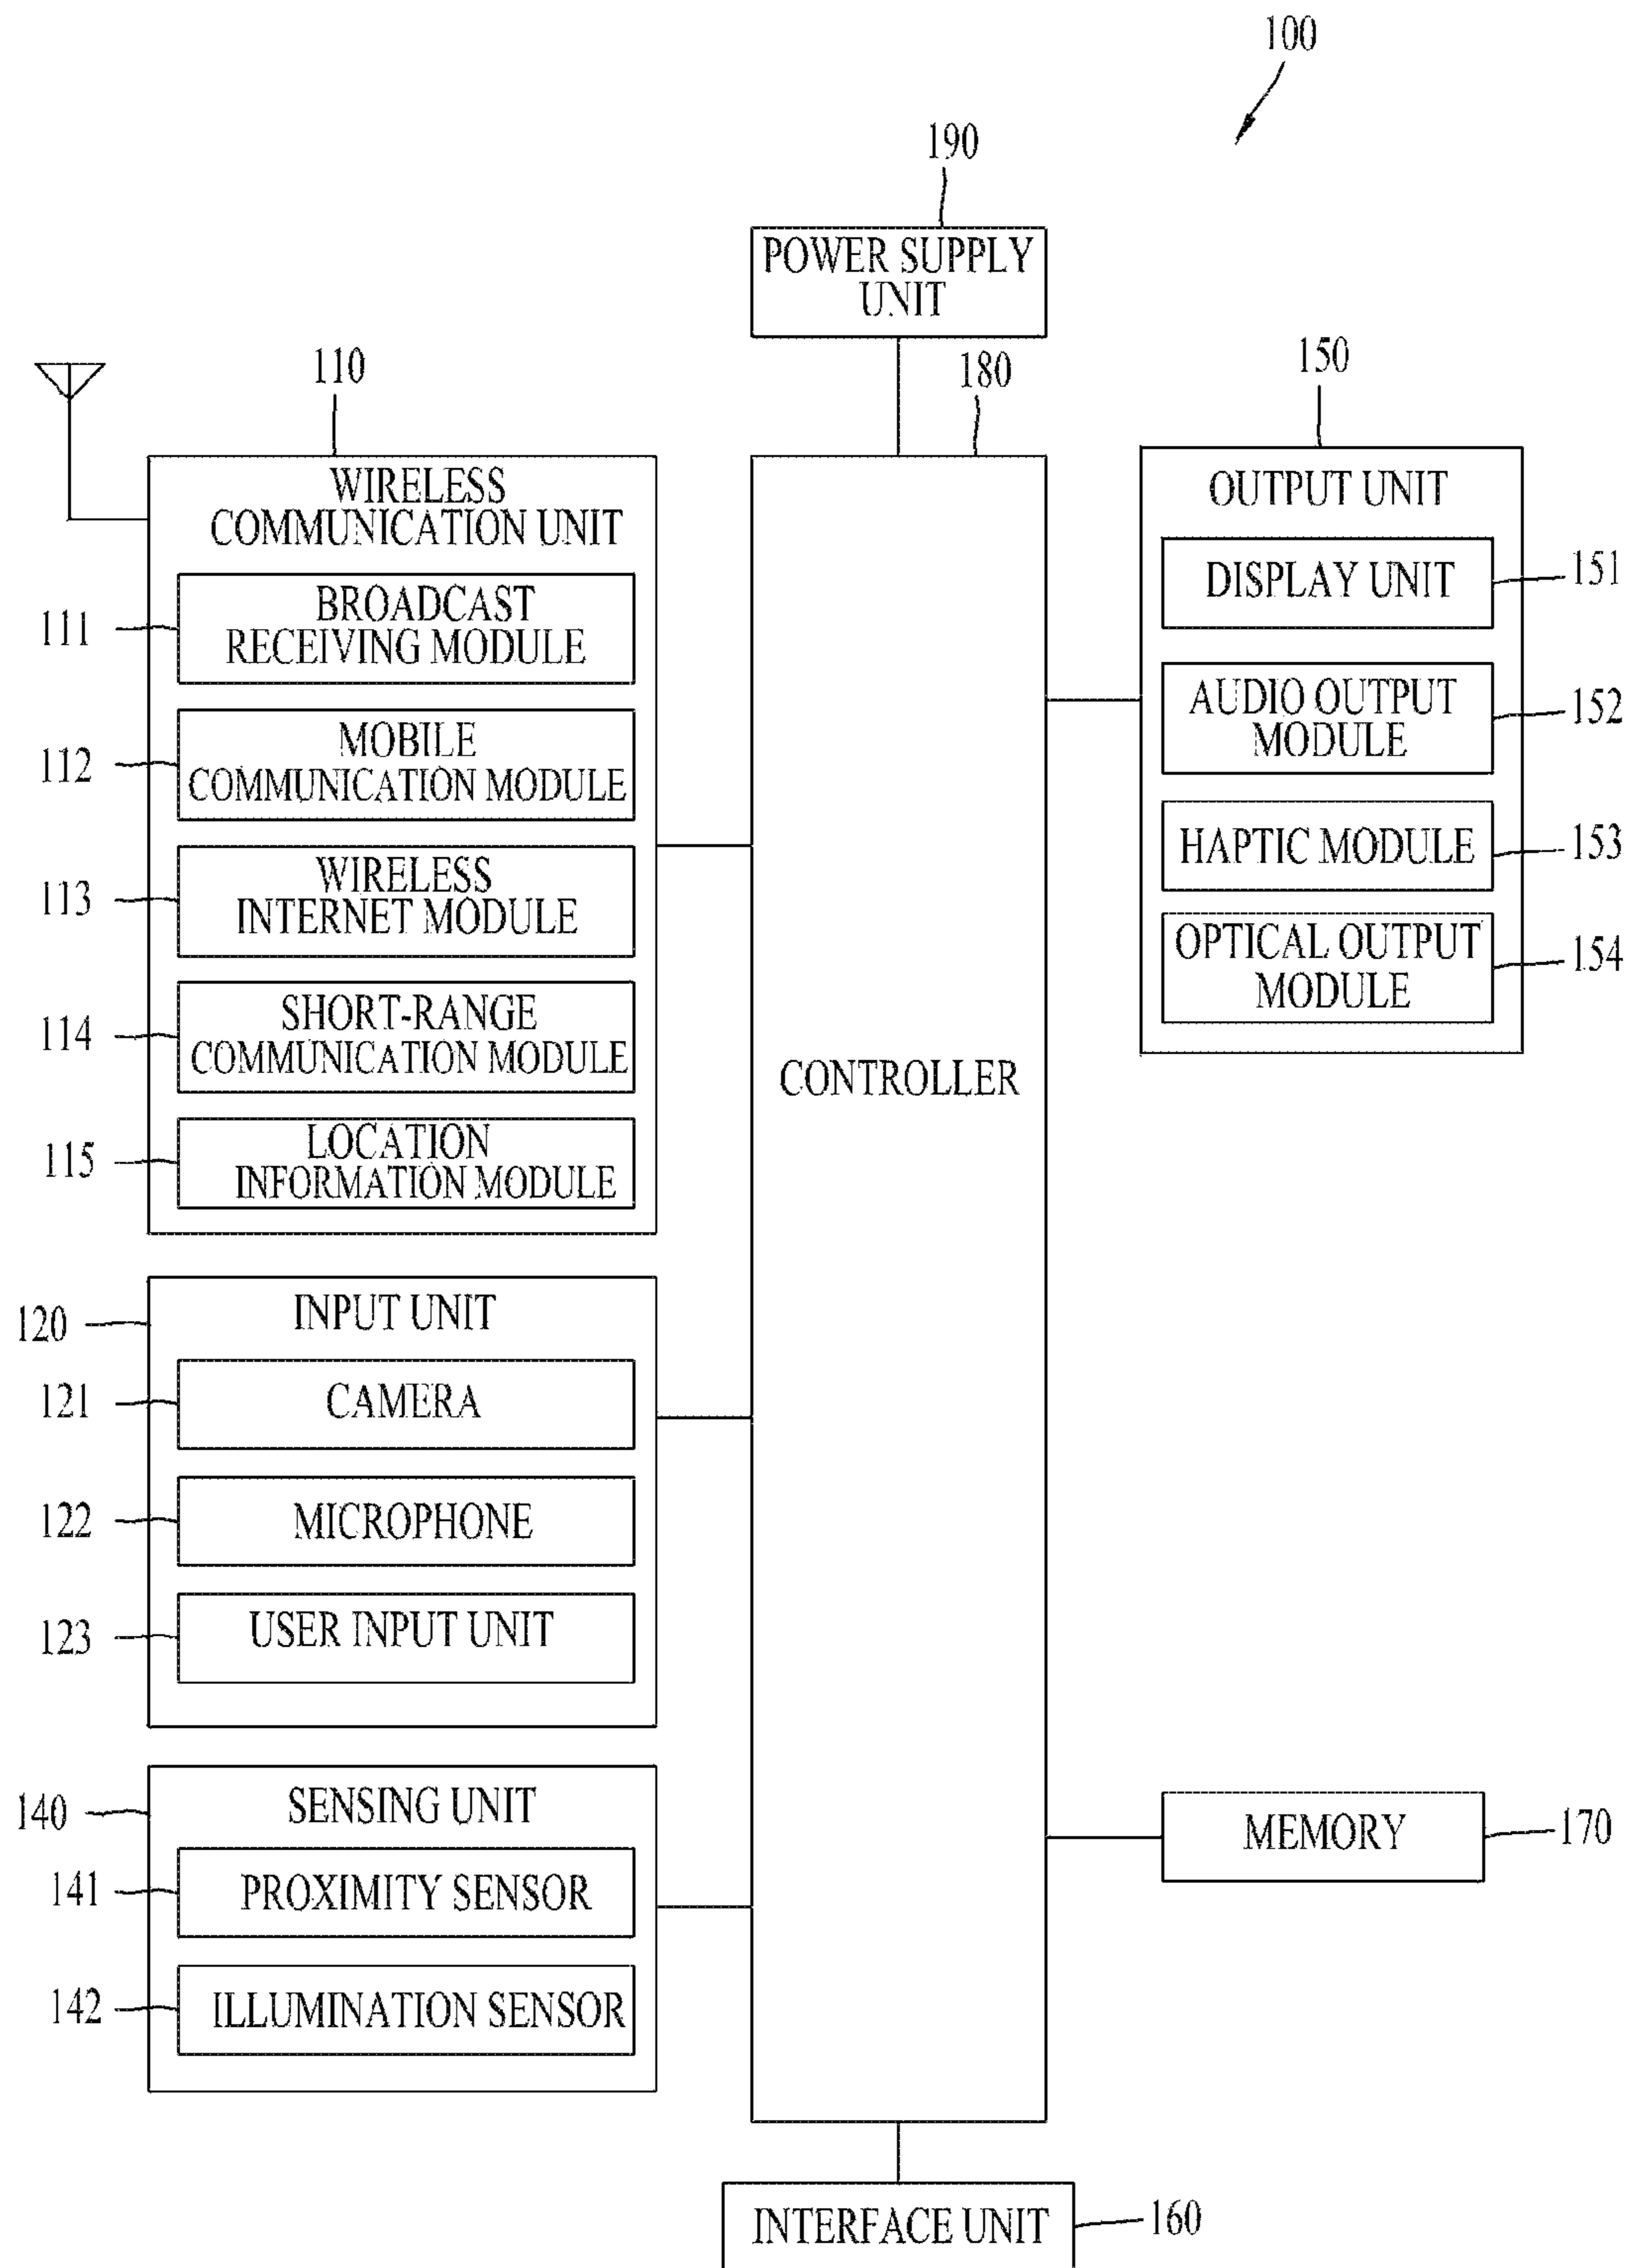 100
190
POWER SUPPLY
UNIT
110
180
150
WIRELESS
COMMUNICATION UNIT
111
BROADCAST
RECEIVING MODULE
112
MOBILE
COMMUNICATION MODULE
113
WIRELESS
INTERNET MODULE
114
SHORT-RANGE
COMMUNICATION MODULE
115
LOCATION
INFORMATION MODULE
120
INPUT UNIT
121
CAMERA
122
MICROPHONE
123
USER INPUT UNIT
140
SENSING UNIT
141
PROXIMITY SENSOR
142
ILLUMINATION SENSOR
CONTROLLER
OUTPUT UNIT
DISPLAY UNIT
151
AUDIO OUTPUT
MODULE
152
HAPTIC MODULE
153
OPTICAL OUTPUT
MODULE
154
MEMORY
170
INTERFACE UNIT
160